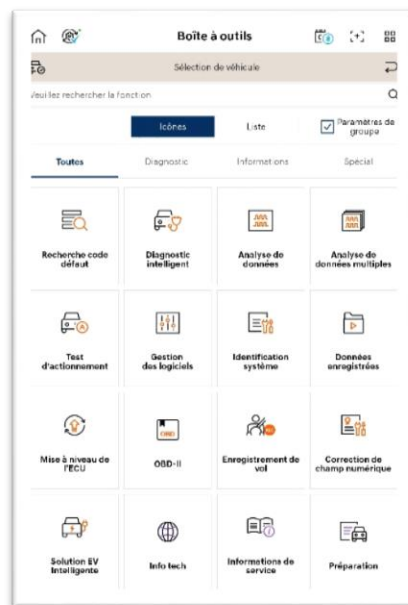 Boîte à outils
Sélection de véhicule
Veuillez rechercher la fonction
Icônes Liste Paramètres de
groupe
Toutes Diagnostic Informations Spécial
Recherche code
défaut
Diagnostic
intelligent
Analyse de
données
Analyse de
données multiples
Test
d'actionnement
Gestion
des logiciels
Identification
système
Données
enregistrées
Mise à niveau de
l'ECU
OBD
OBD-II
Enregistrement de
vol
Correction de
champ numérique
Solution EV
Intelligente
Info tech
Informations de
service
Préparation